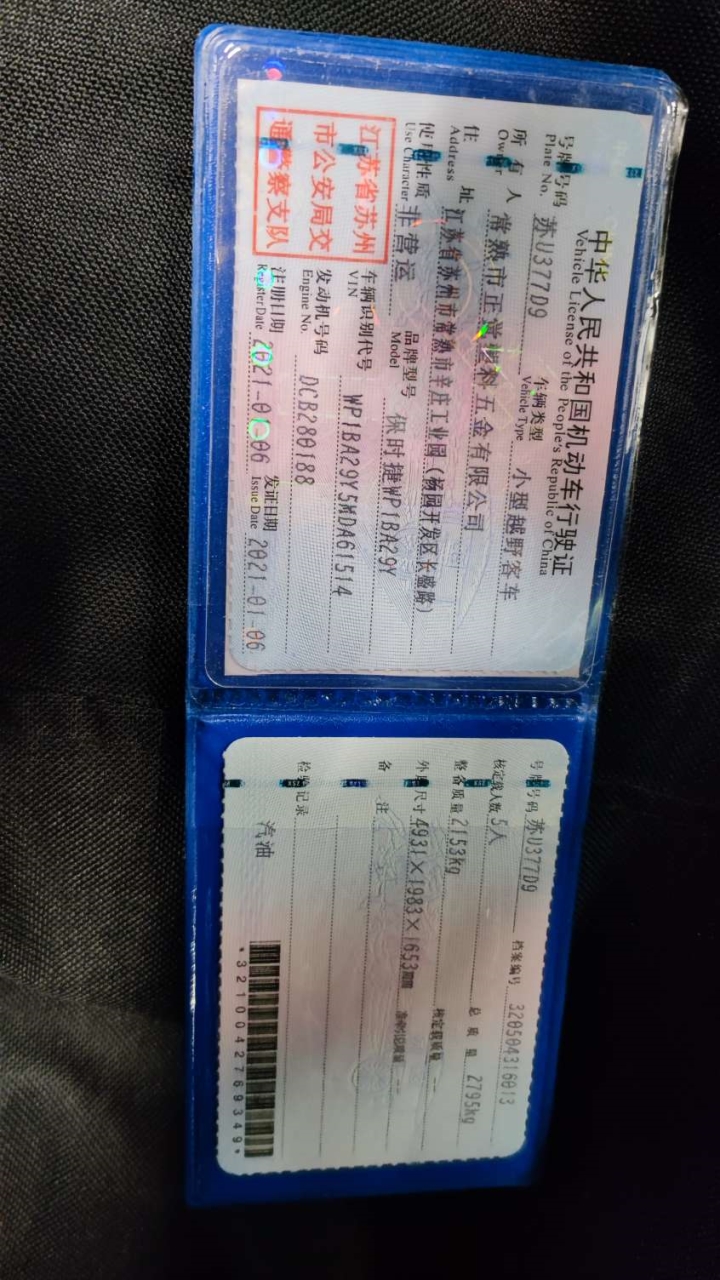 中华人民共和国机动车行驶证
Vehicle License of the People's Republic of China
号牌号码 苏U377D9 车辆类型 小型越野客车
Plate No. Vehicle Type
所有人 常熟市正常塑料五金有限公司
Owner
住址 江苏省苏州市常熟市辛庄工业园(杨园开发区长盛路)
Address
使用性质 非营运 品牌型号 保时捷WP1BA29Y
Use Character Model
江苏省苏州
市公安局交
通警察支队
车辆识别代号 WP1BA29Y5MDA61514
VIN
发动机号码 DCB280188
Engine No.
注册日期 2021-01-06 发证日期 2021-01-06
Register Date Issue Date
号牌号码 苏U377D9 档案编号 320504316013
核定载人数 5人 总质量 2795kg
整备质量 2153kg 核定载质量 --
外廓尺寸 4931×1983×1653mm 准牵引总质量 --
备注
检验记录
汽油
*3210042769349*